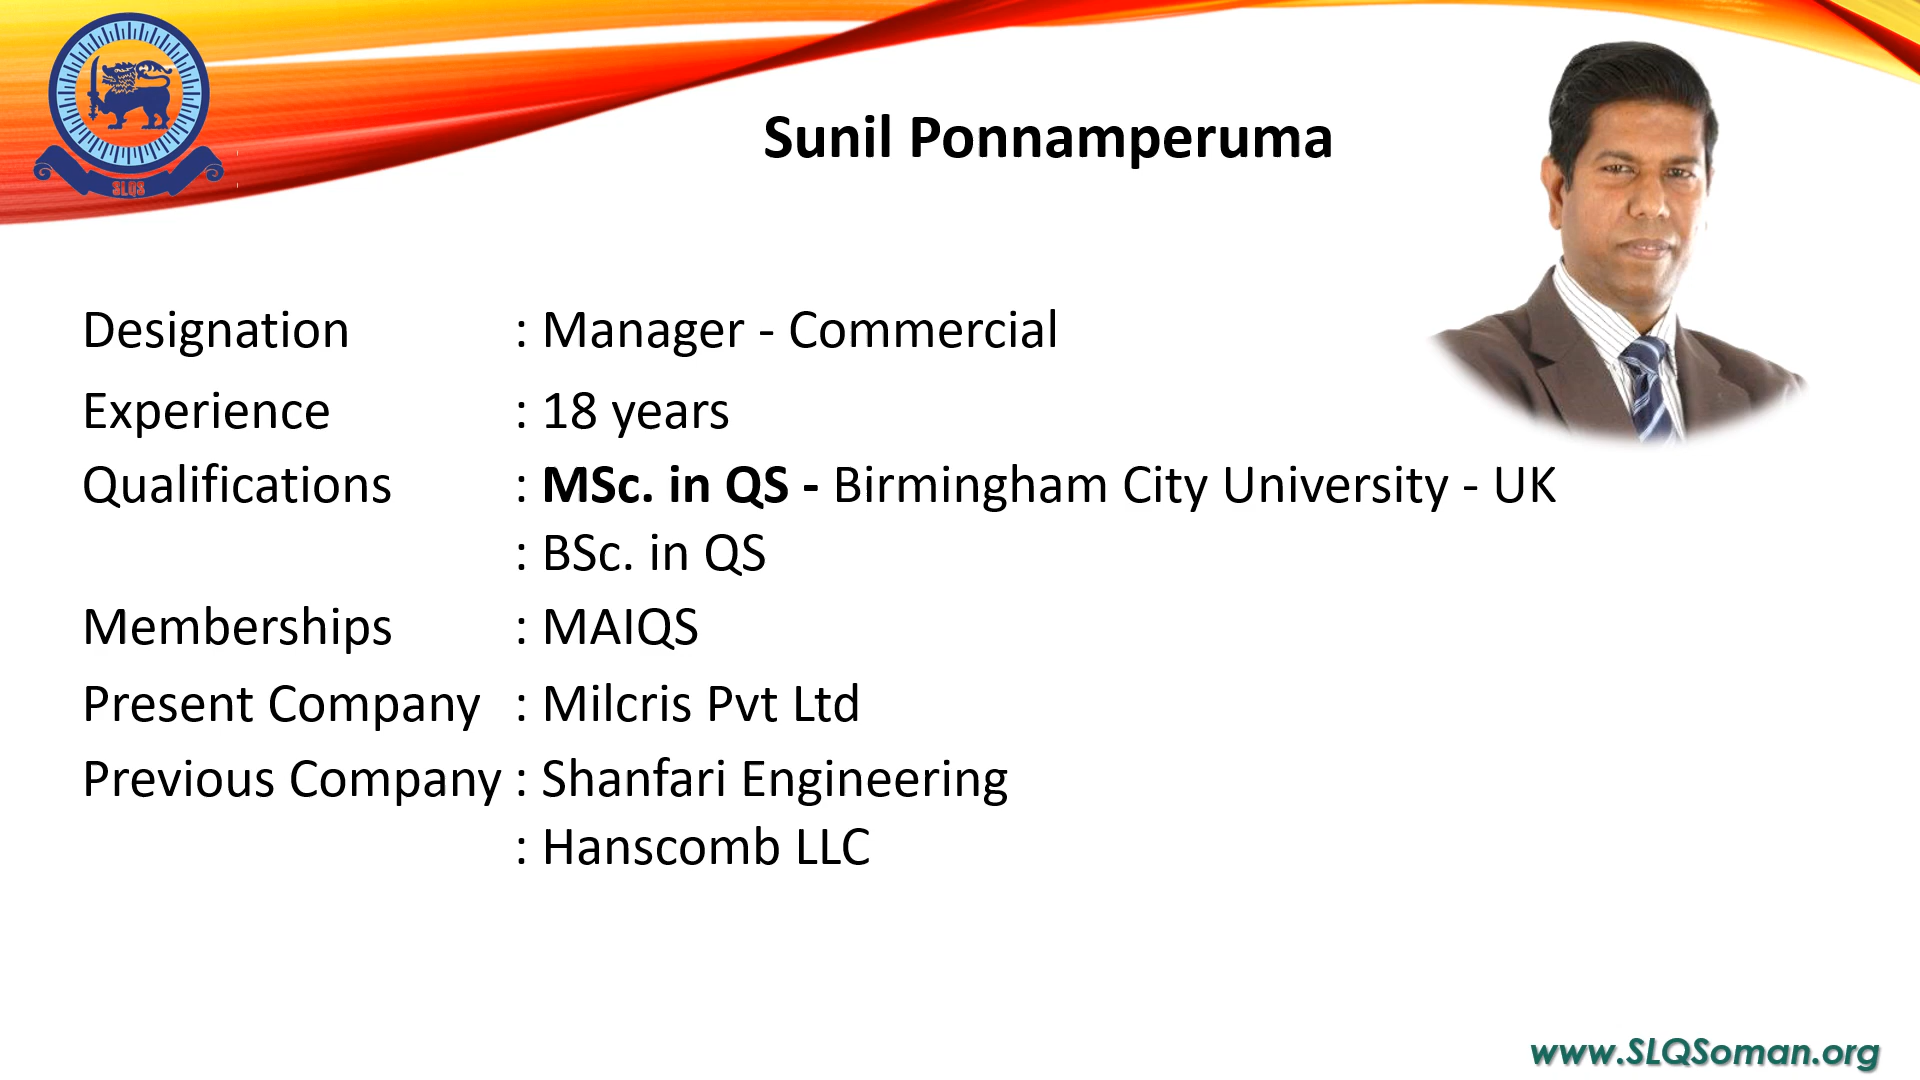 SLQS
Sunil Ponnamperuma
Designation : Manager - Commercial
Experience : 18 years
Qualifications : MSc. in QS - Birmingham City University - UK
: BSc. in QS
Memberships : MAIQS
Present Company : Milcris Pvt Ltd
Previous Company : Shanfari Engineering
: Hanscomb LLC
www.SLQSoman.org